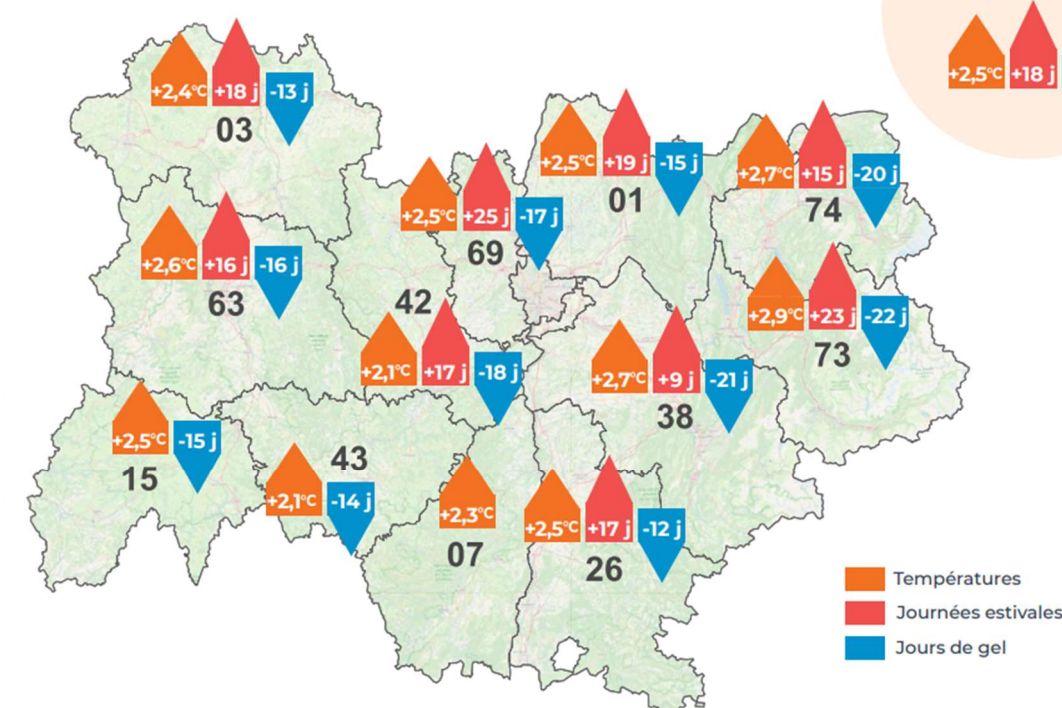 +2,5°C +18 j
+2,4°C +18 j -13 j
03
+2,5°C +19 j -15 j
01
+2,7°C +15 j -20 j
74
+2,5°C +25 j -17 j
69
+2,6°C +16 j -16 j
63
42
+2,1°C +17 j -18 j
+2,9°C +23 j -22 j
73
+2,7°C +9 j -21 j
38
+2,5°C -15 j
15
43
+2,1°C -14 j
+2,3°C
07
+2,5°C +17 j -12 j
26
Températures
Journées estivales
Jours de gel